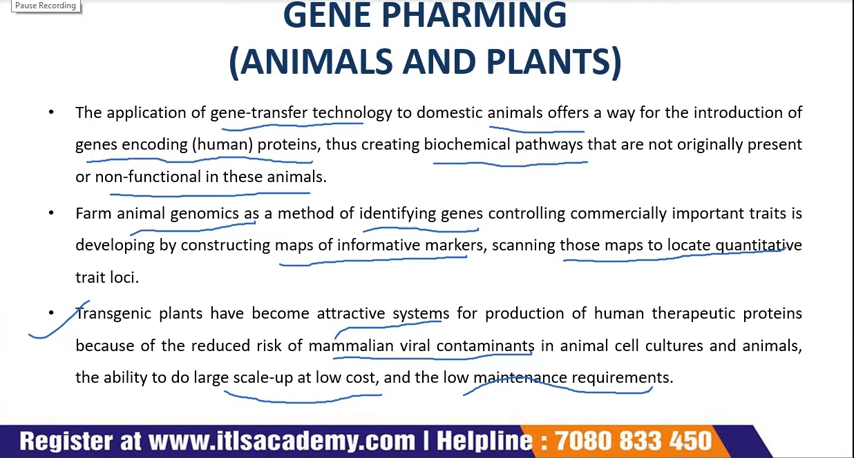 Pause Recording
GENE PHARMING
(ANIMALS AND PLANTS)
• The application of gene-transfer technology to domestic animals offers a way for the introduction of
genes encoding (human) proteins, thus creating biochemical pathways that are not originally present
or non-functional in these animals.
• Farm animal genomics as a method of identifying genes controlling commercially important traits is
developing by constructing maps of informative markers, scanning those maps to locate quantitative
trait loci.
• Transgenic plants have become attractive systems for production of human therapeutic proteins
because of the reduced risk of mammalian viral contaminants in animal cell cultures and animals,
the ability to do large scale-up at low cost, and the low maintenance requirements.
Register at www.itlsacademy.com | Helpline : 7080 833 450